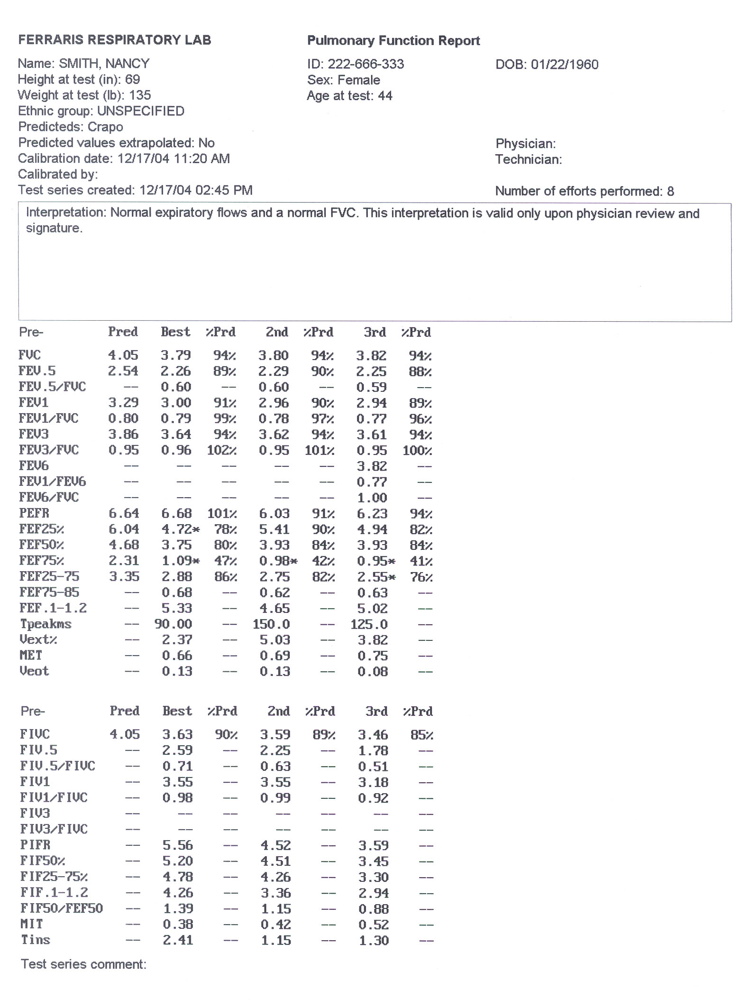 FERRARIS RESPIRATORY LAB Pulmonary Function Report
Name: SMITH, NANCY ID: 222-666-333 DOB: 01/22/1960
Height at test (in): 69 Sex: Female
Weight at test (lb): 135 Age at test: 44
Ethnic group: UNSPECIFIED
Predicteds: Crapo
Predicted values extrapolated: No Physician:
Calibration date: 12/17/04 11:20 AM Technician:
Calibrated by:
Test series created: 12/17/04 02:45 PM Number of efforts performed: 8
Interpretation: Normal expiratory flows and a normal FVC. This interpretation is valid only upon physician review and
signature.
Pre- Pred Best %Prd 2nd %Prd 3rd %Prd
FVC 4.05 3.79 94% 3.80 94% 3.82 94%
FEV.5 2.54 2.26 89% 2.29 90% 2.25 88%
FEV.5/FVC -- 0.60 -- 0.60 -- 0.59 --
FEV1 3.29 3.00 91% 2.96 90% 2.94 89%
FEV1/FVC 0.80 0.79 99% 0.78 97% 0.77 96%
FEV3 3.86 3.64 94% 3.62 94% 3.61 94%
FEV3/FVC 0.95 0.96 102% 0.95 101% 0.95 100%
FEV6 -- -- -- -- -- 3.82 --
FEV1/FEV6 -- -- -- -- -- 0.77 --
FEV6/FVC -- -- -- -- -- 1.00 --
PEFR 6.64 6.68 101% 6.03 91% 6.23 94%
FEF25% 6.04 4.72* 78% 5.41 90% 4.94 82%
FEF50% 4.68 3.75 80% 3.93 84% 3.93 84%
FEF75% 2.31 1.09* 47% 0.98* 42% 0.95* 41%
FEF25-75 3.35 2.88 86% 2.75 82% 2.55* 76%
FEF75-85 -- 0.68 -- 0.62 -- 0.63 --
FEF.1-1.2 -- 5.33 -- 4.65 -- 5.02 --
Tpeakms -- 90.00 -- 150.0 -- 125.0 --
Vext% -- 2.37 -- 5.03 -- 3.82 --
MET -- 0.66 -- 0.69 -- 0.75 --
Veot -- 0.13 -- 0.13 -- 0.08 --
Pre- Pred Best %Prd 2nd %Prd 3rd %Prd
FIVC 4.05 3.63 90% 3.59 89% 3.46 85%
FIV.5 -- 2.59 -- 2.25 -- 1.78 --
FIV.5/FIVC -- 0.71 -- 0.63 -- 0.51 --
FIV1 -- 3.55 -- 3.55 -- 3.18 --
FIV1/FIVC -- 0.98 -- 0.99 -- 0.92 --
FIV3 -- -- -- -- -- -- --
FIV3/FIVC -- -- -- -- -- -- --
PIFR -- 5.56 -- 4.52 -- 3.59 --
FIF50% -- 5.20 -- 4.51 -- 3.45 --
FIF25-75% -- 4.78 -- 4.26 -- 3.30 --
FIF.1-1.2 -- 4.26 -- 3.36 -- 2.94 --
FIF50/FEF50 -- 1.39 -- 1.15 -- 0.88 --
MIT -- 0.38 -- 0.42 -- 0.52 --
Tins -- 2.41 -- 1.15 -- 1.30 --
Test series comment: